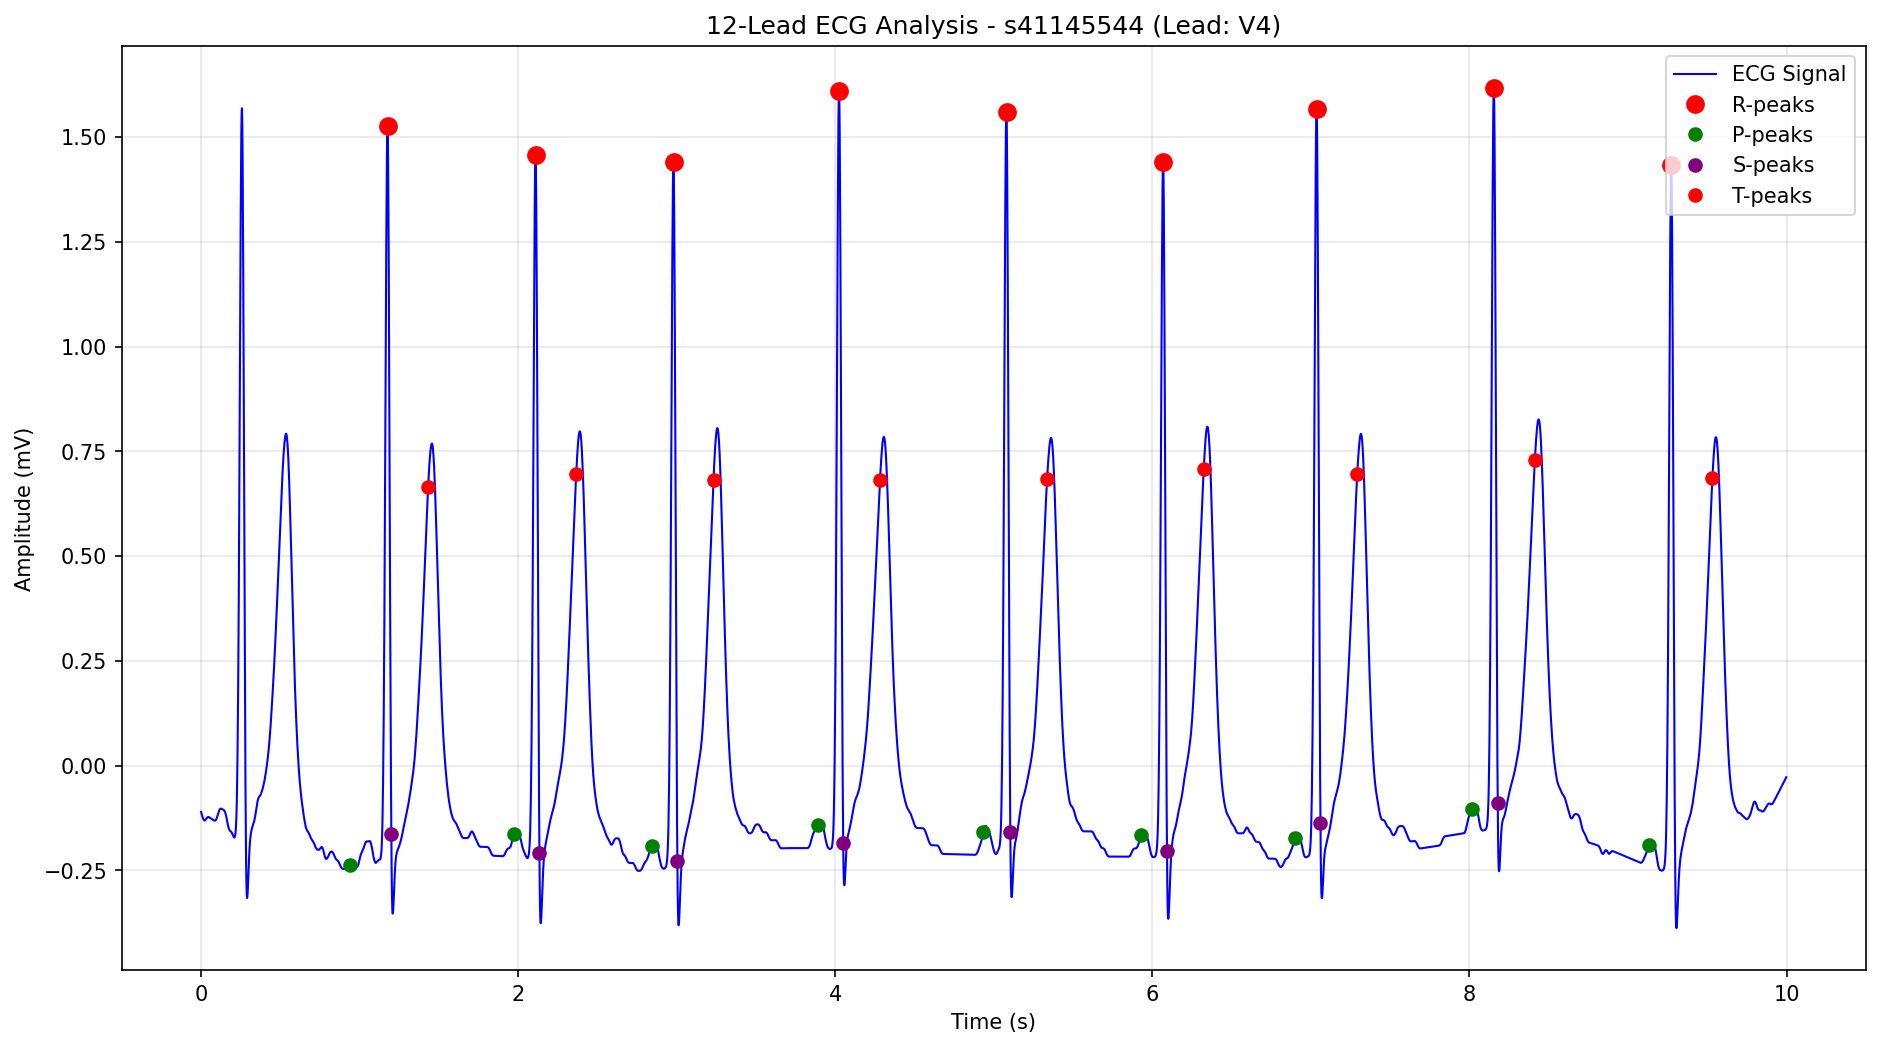 12-Lead ECG Analysis - s41145544 (Lead: V4)
ECG Signal
R-peaks
P-peaks
S-peaks
T-peaks
1.50
1.25
1.00
0.75
0.50
0.25
0.00
−0.25
Amplitude (mV)
0 2 4 6 8 10
Time (s)